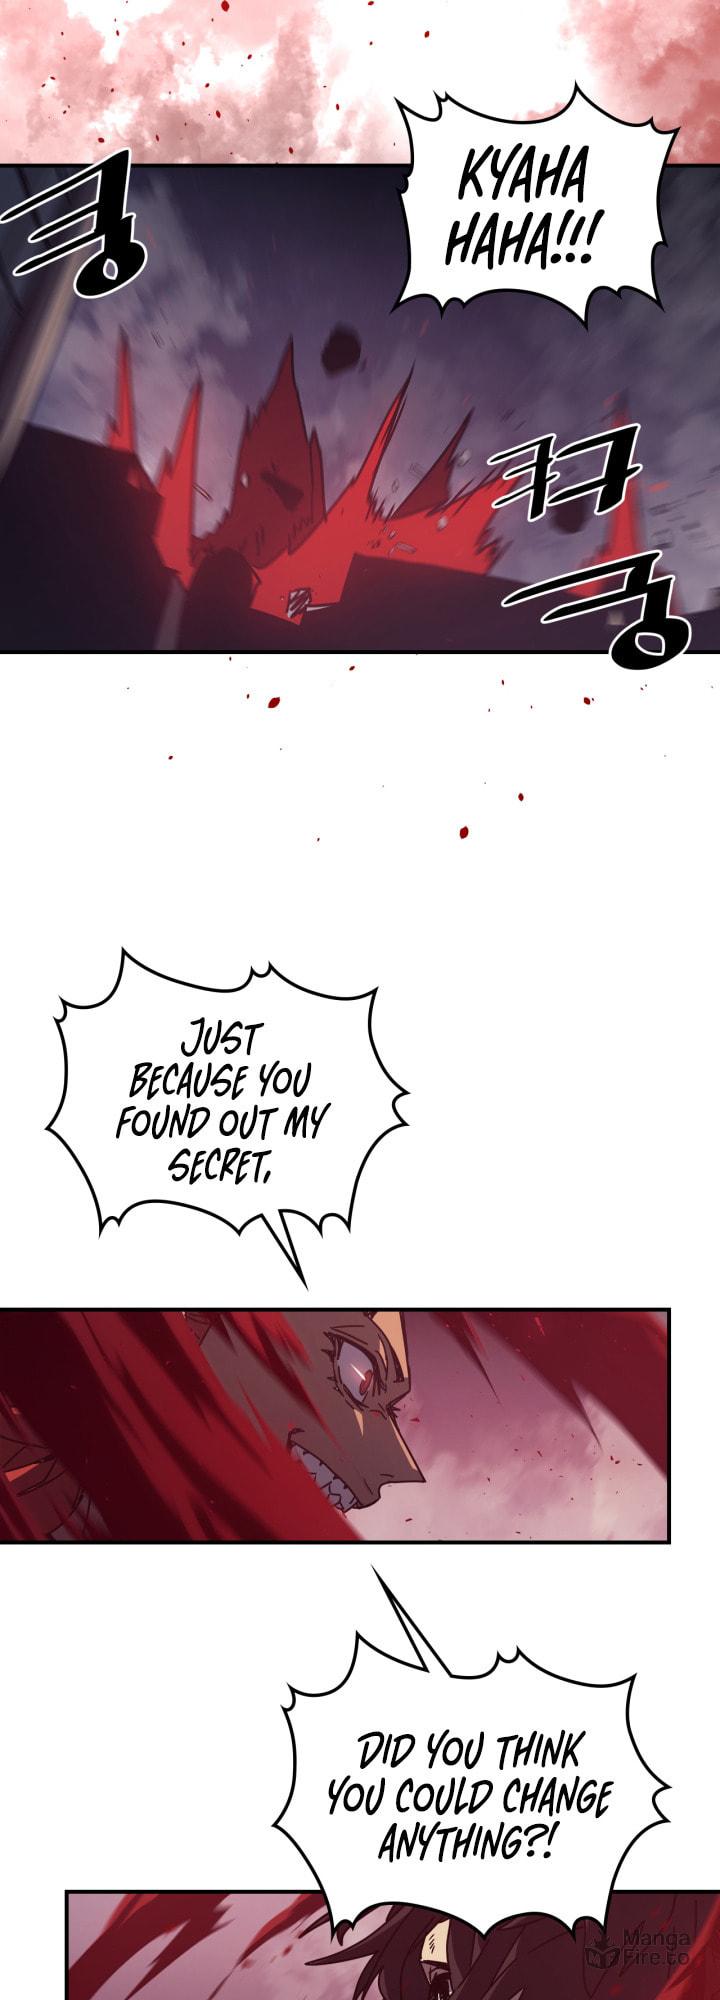 쿵
KYAHA
HAHA!!!
쿠
쿵
JUST
BECAUSE YOU
FOUND OUT MY
SECRET,
DID YOU THINK
YOU COULD CHANGE
ANYTHING?!
Manga
Fire.to